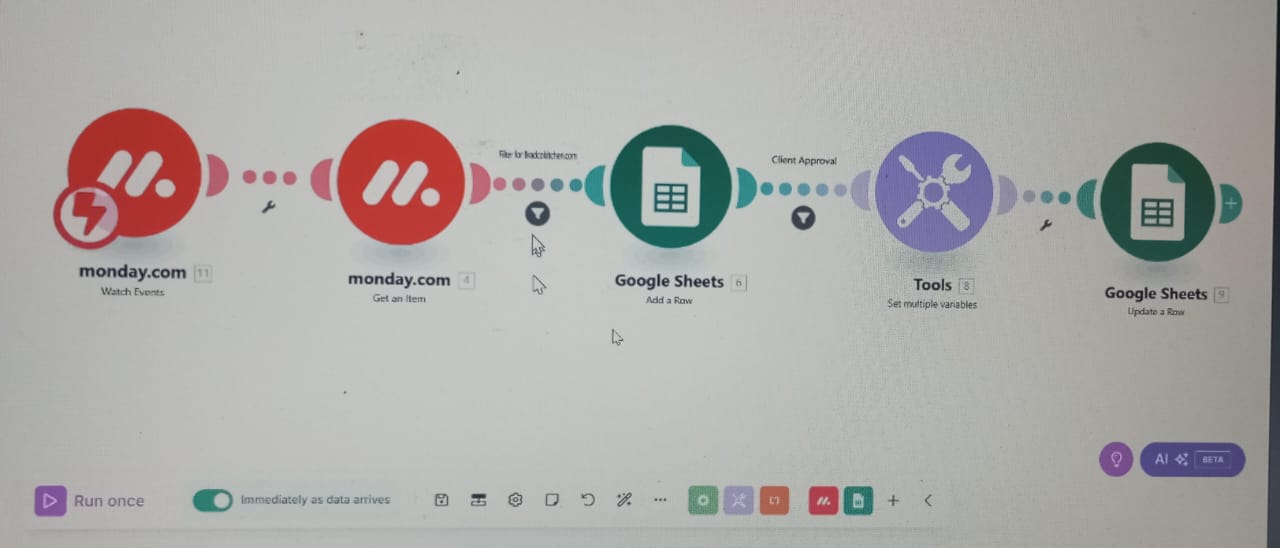 Filter for
Client Approval
monday.com 11
Watch Events
monday.com 4
Get an Item
Google Sheets 6
Add a Row
Tools 8
Set multiple variables
Google Sheets 9
Update a Row
AI BETA
Run once
Immediately as data arrives